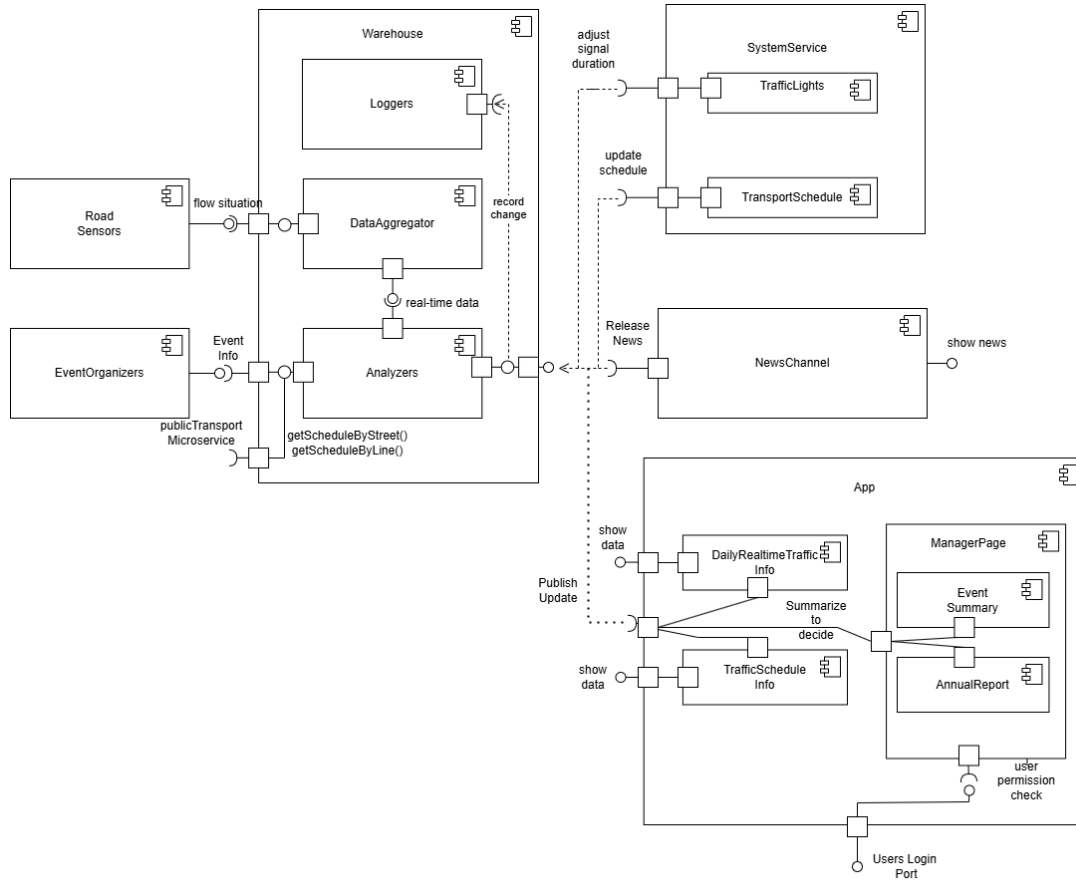 Warehouse
Loggers
flow situation
Road
Sensors
DataAggregator
record
change
real-time data
Event
Info
EventOrganizers
Analyzers
publicTransport
Microservice
getScheduleByStreet()
getScheduleByLine()
adjust
signal
duration
SystemService
TrafficLights
update
schedule
TransportSchedule
Release
News
NewsChannel
show news
App
show
data
DailyRealtimeTraffic
Info
ManagerPage
Event
Summary
Publish
Update
Summarize
to
decide
show
data
TrafficSchedule
Info
AnnualReport
user
permission
check
Users Login
Port